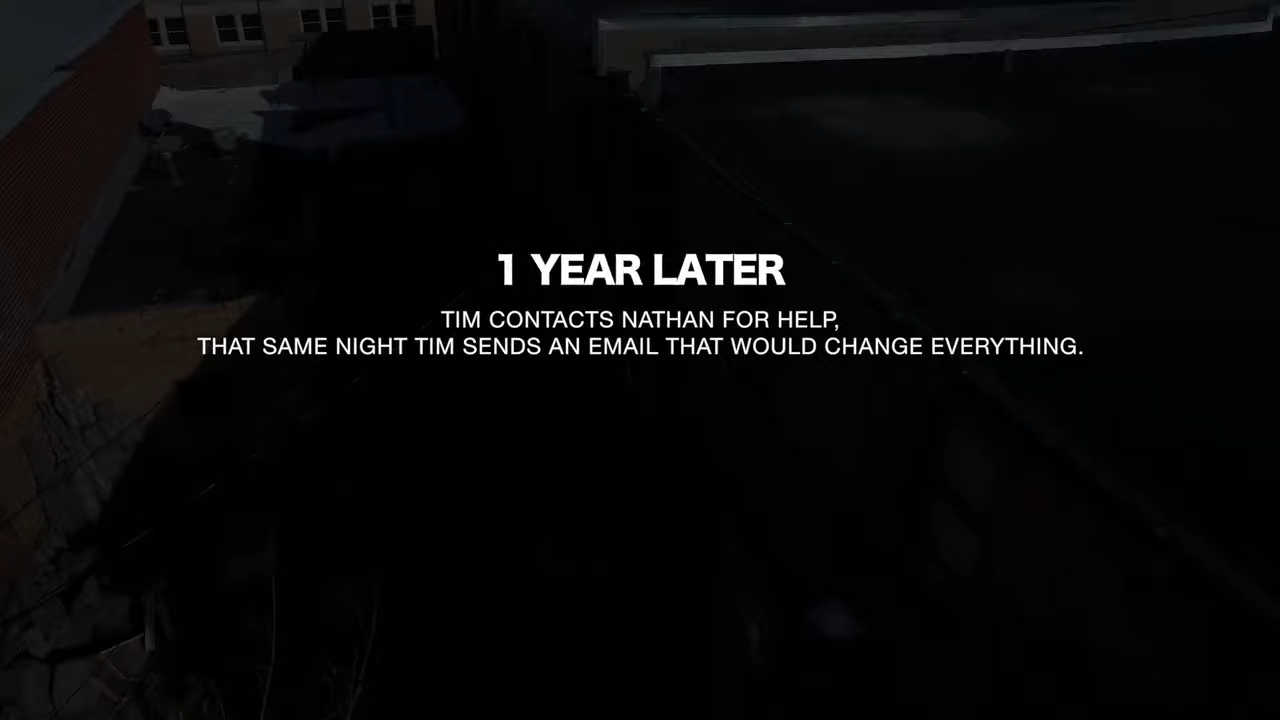 1 YEAR LATER
TIM CONTACTS NATHAN FOR HELP,
THAT SAME NIGHT TIM SENDS AN EMAIL THAT WOULD CHANGE EVERYTHING.